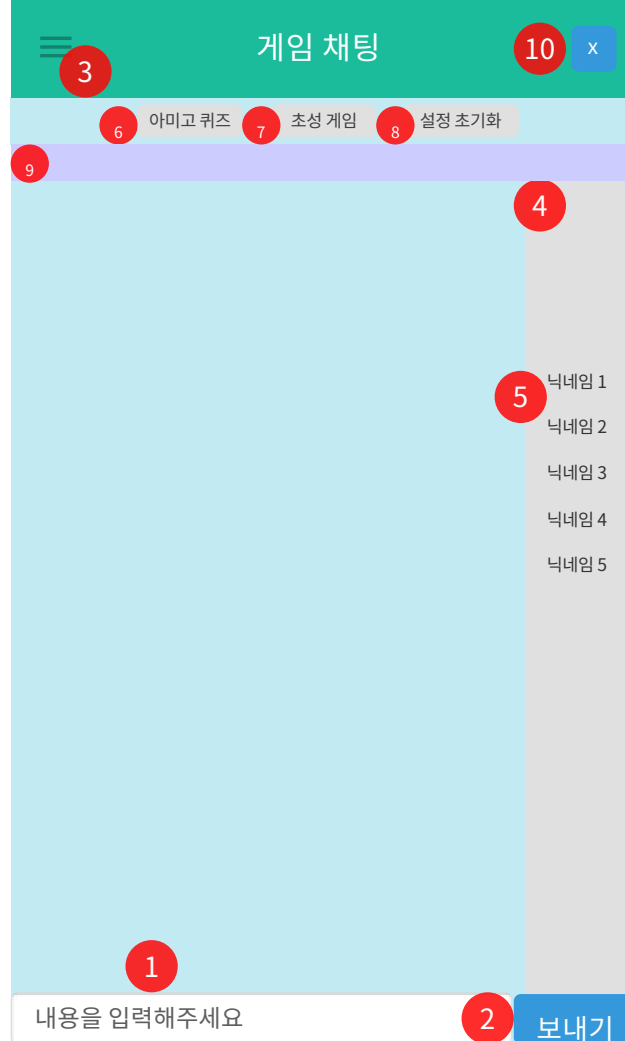 게임 채팅
10
x
3
6
아미고 퀴즈
7
초성 게임
8
설정 초기화
9
4
5
닉네임 1
닉네임 2
닉네임 3
닉네임 4
닉네임 5
1
내용을 입력해주세요
2
보내기